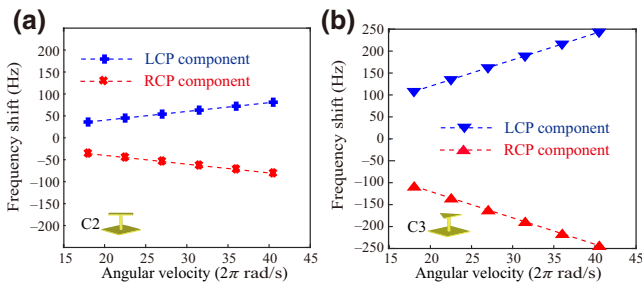 (a)
Frequency shift (Hz)
200
150
100
50
0
−50
−100
−150
−200
LCP component
RCP component
C2
15 20 25 30 35 40 45
Angular velocity (2π rad/s)
(b)
Frequency shift (Hz)
250
200
150
100
50
0
−50
−100
−150
−200
−250
LCP component
RCP component
C3
15 20 25 30 35 40 45
Angular velocity (2π rad/s)